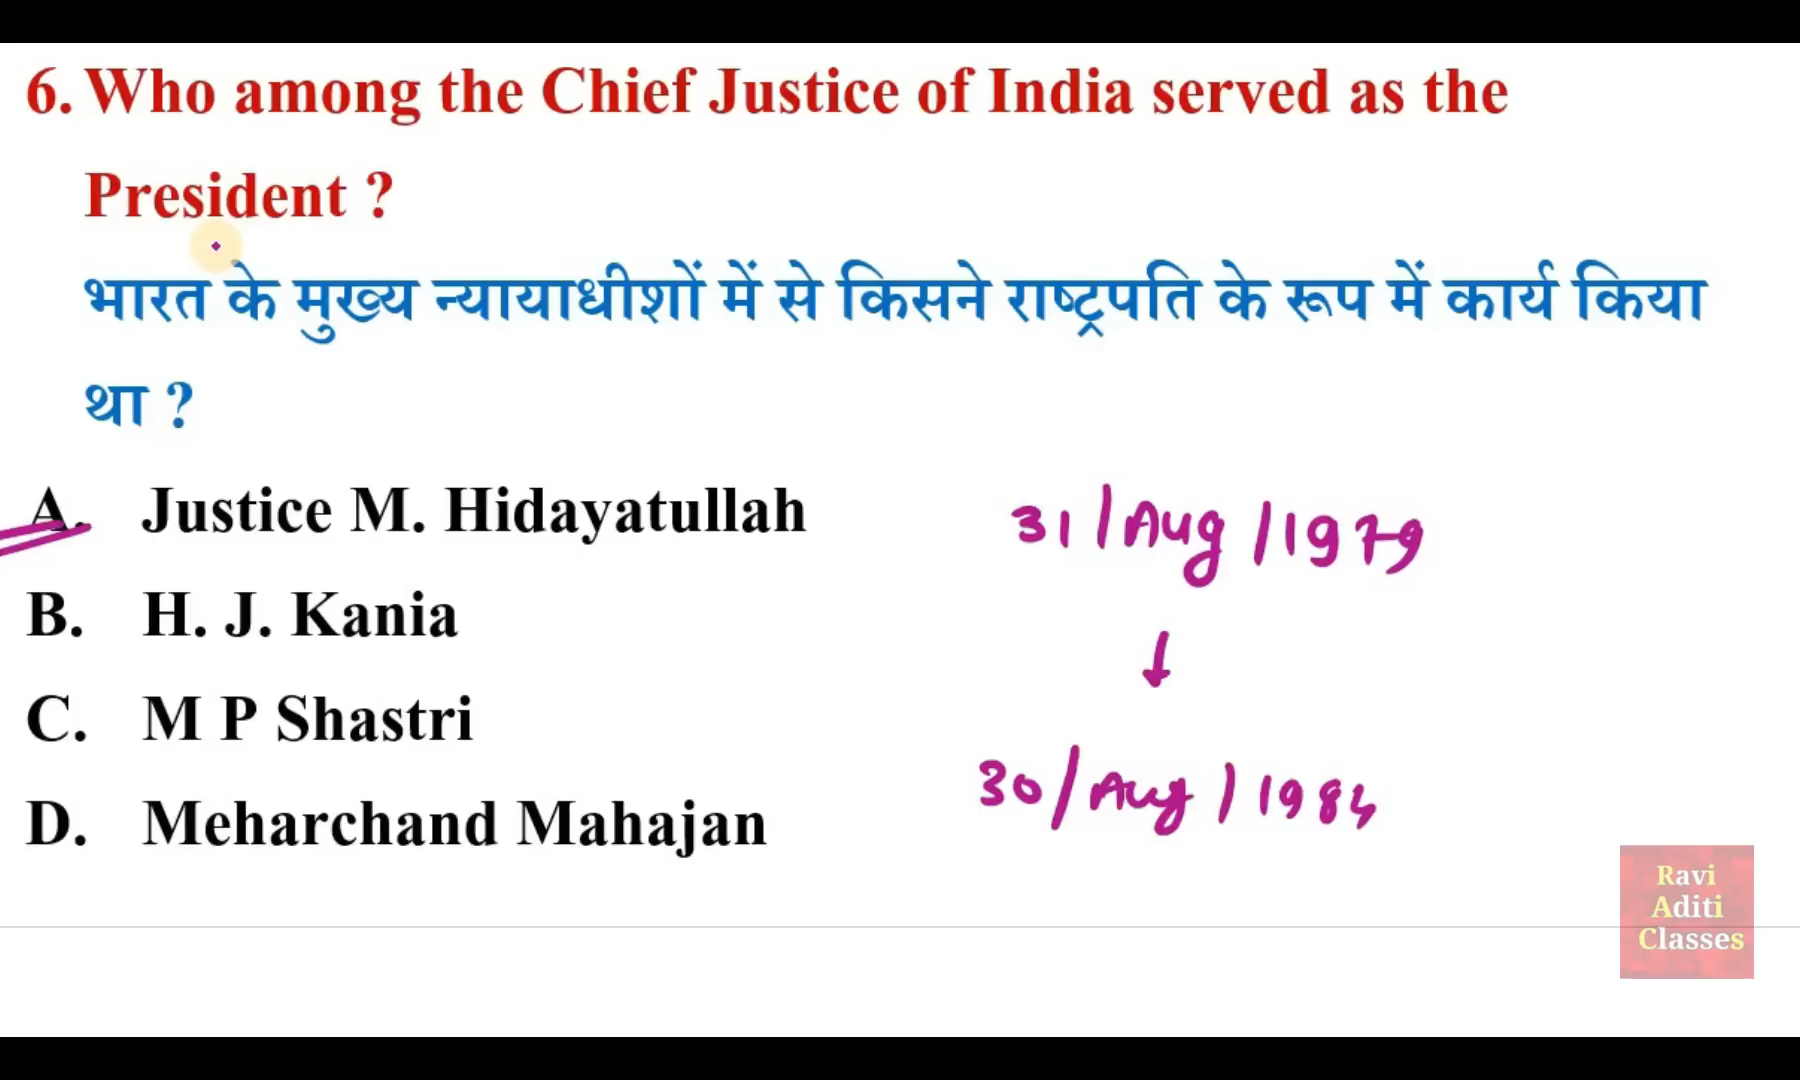 6. Who among the Chief Justice of India served as the
President ?
भारत के मुख्य न्यायाधीशों में से किसने राष्ट्रपति के रूप में कार्य किया
था ?
A. Justice M. Hidayatullah
31/Aug/1979
B. H. J. Kania
C. M P Shastri
30/Aug/1984
D. Meharchand Mahajan
Ravi
Aditi
Classes